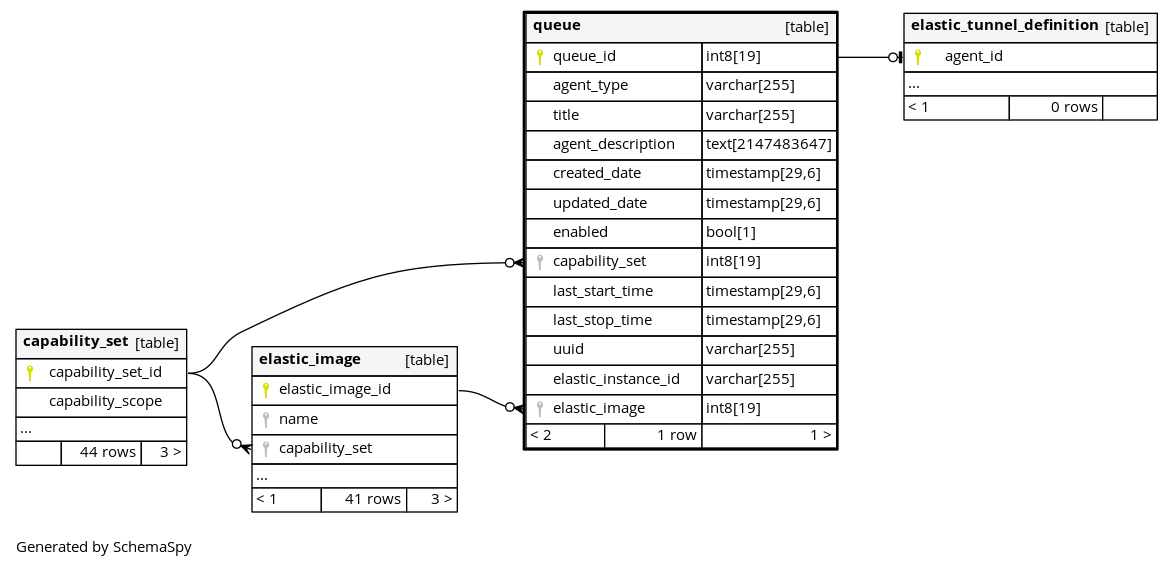 queue [table]
queue_id int8[19]
agent_type varchar[255]
title varchar[255]
agent_description text[2147483647]
created_date timestamp[29,6]
updated_date timestamp[29,6]
enabled bool[1]
capability_set int8[19]
last_start_time timestamp[29,6]
last_stop_time timestamp[29,6]
uuid varchar[255]
elastic_instance_id varchar[255]
elastic_image int8[19]
< 2 1 row 1 >
elastic_tunnel_definition [table]
agent_id
...
< 1 0 rows
capability_set [table]
capability_set_id
capability_scope
...
44 rows 3 >
elastic_image [table]
elastic_image_id
name
capability_set
...
< 1 41 rows 3 >
Generated by SchemaSpy